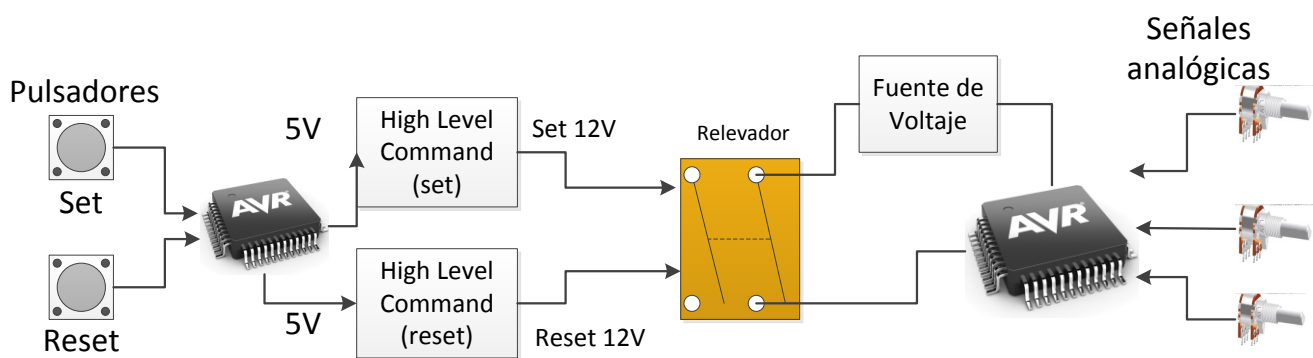 Pulsadores
Set
Reset
AVR
5V
5V
High Level
Command
(set)
High Level
Command
(reset)
Set 12V
Reset 12V
Relevador
Fuente de
Voltaje
AVR
Señales
analógicas